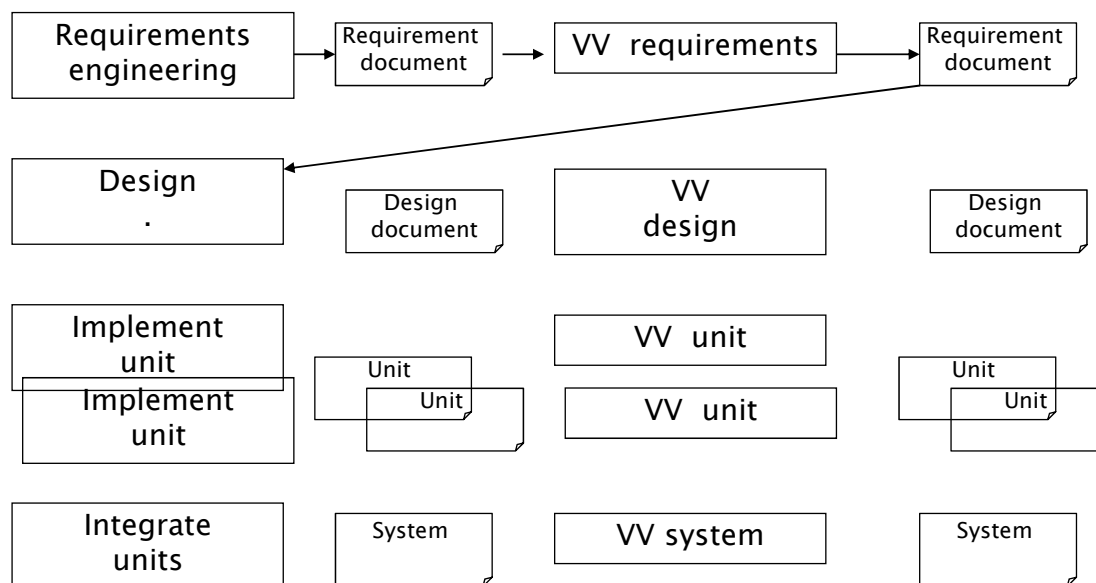 Requirements
engineering
Requirement
document
VV requirements
Requirement
document
Design
.
Design
document
VV
design
Design
document
Implement
unit
Implement
unit
Unit
Unit
VV unit
VV unit
Unit
Unit
Integrate
units
System
VV system
System